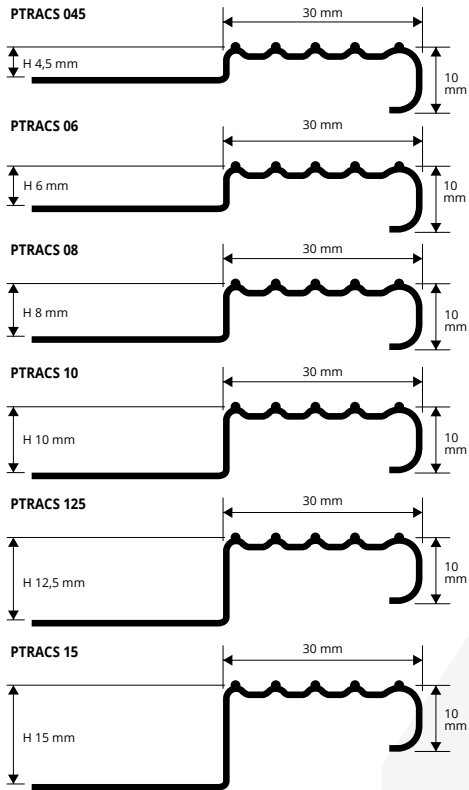 PTRACS 045
30 mm
H 4,5 mm
10
mm
PTRACS 06
30 mm
H 6 mm
10
mm
PTRACS 08
30 mm
H 8 mm
10
mm
PTRACS 10
30 mm
H 10 mm
10
mm
PTRACS 125
30 mm
H 12,5 mm
10
mm
PTRACS 15
30 mm
H 15 mm
10
mm